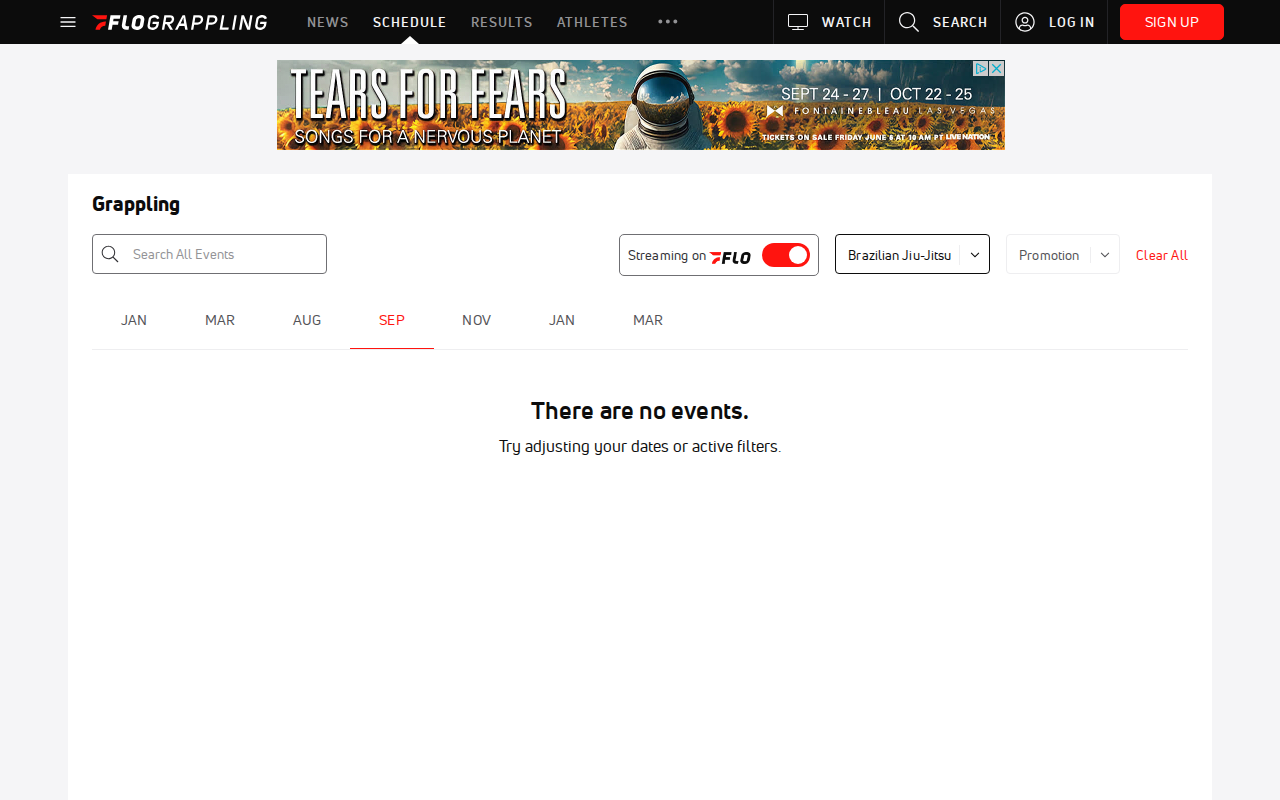 FLOGRAPPLING
NEWS
SCHEDULE
RESULTS
ATHLETES
WATCH
SEARCH
LOG IN
SIGN UP
TEARS FOR FEARS
SONGS FOR A NERVOUS PLANET
SEPT 24 - 27 | OCT 22 - 25
FONTAINEBLEAU LAS VEGAS
TICKETS ON SALE FRIDAY JUNE 6 AT 10 AM PT LIVE NATION
Grappling
Search All Events
Streaming on FLO
Brazilian Jiu-Jitsu
Promotion
Clear All
JAN
MAR
AUG
SEP
NOV
JAN
MAR
There are no events.
Try adjusting your dates or active filters.